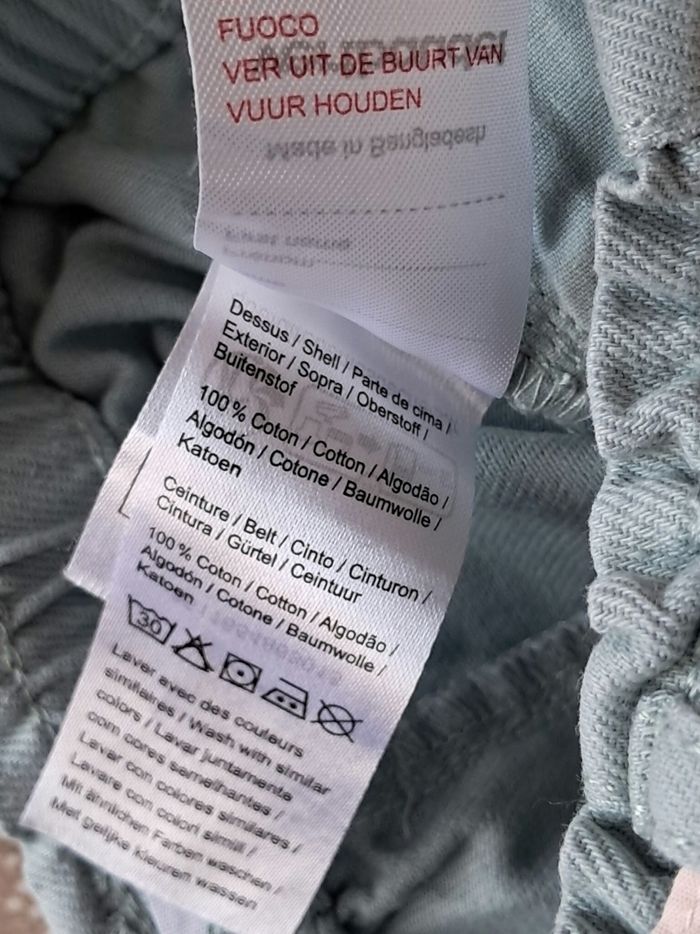 FUOCO
VER UIT DE BUURT VAN
VUUR HOUDEN
Made in Bangladesh
Dessus / Shell / Parte de cima /
Exterior / Sopra / Oberstoff /
Buitenstof
100 % Coton / Cotton / Algodão /
Algodón / Cotone / Baumwolle /
Katoen
Ceinture / Belt / Cinto / Cinturon /
Cintura / Gürtel / Ceintuur
100 % Coton / Cotton / Algodão /
Algodón / Cotone / Baumwolle /
Katoen
30
Laver avec des couleurs
similaires / Wash with similar
colors / Lavar juntamente
com cores semelhantes /
Lavar con colores similares /
Lavare con colori simili /
Mit ähnlichen Farben waschen /
Met gelijke kleuren wassen